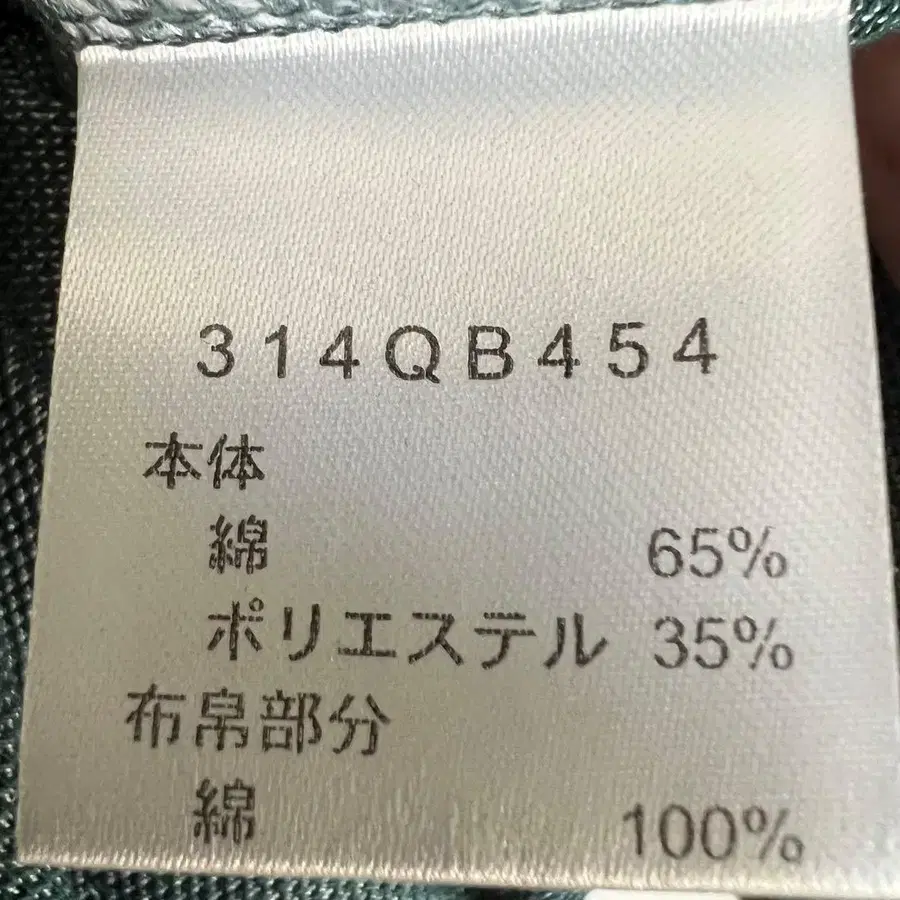 314QB454
本体
綿 65%
ポリエステル 35%
布帛部分
綿 100%